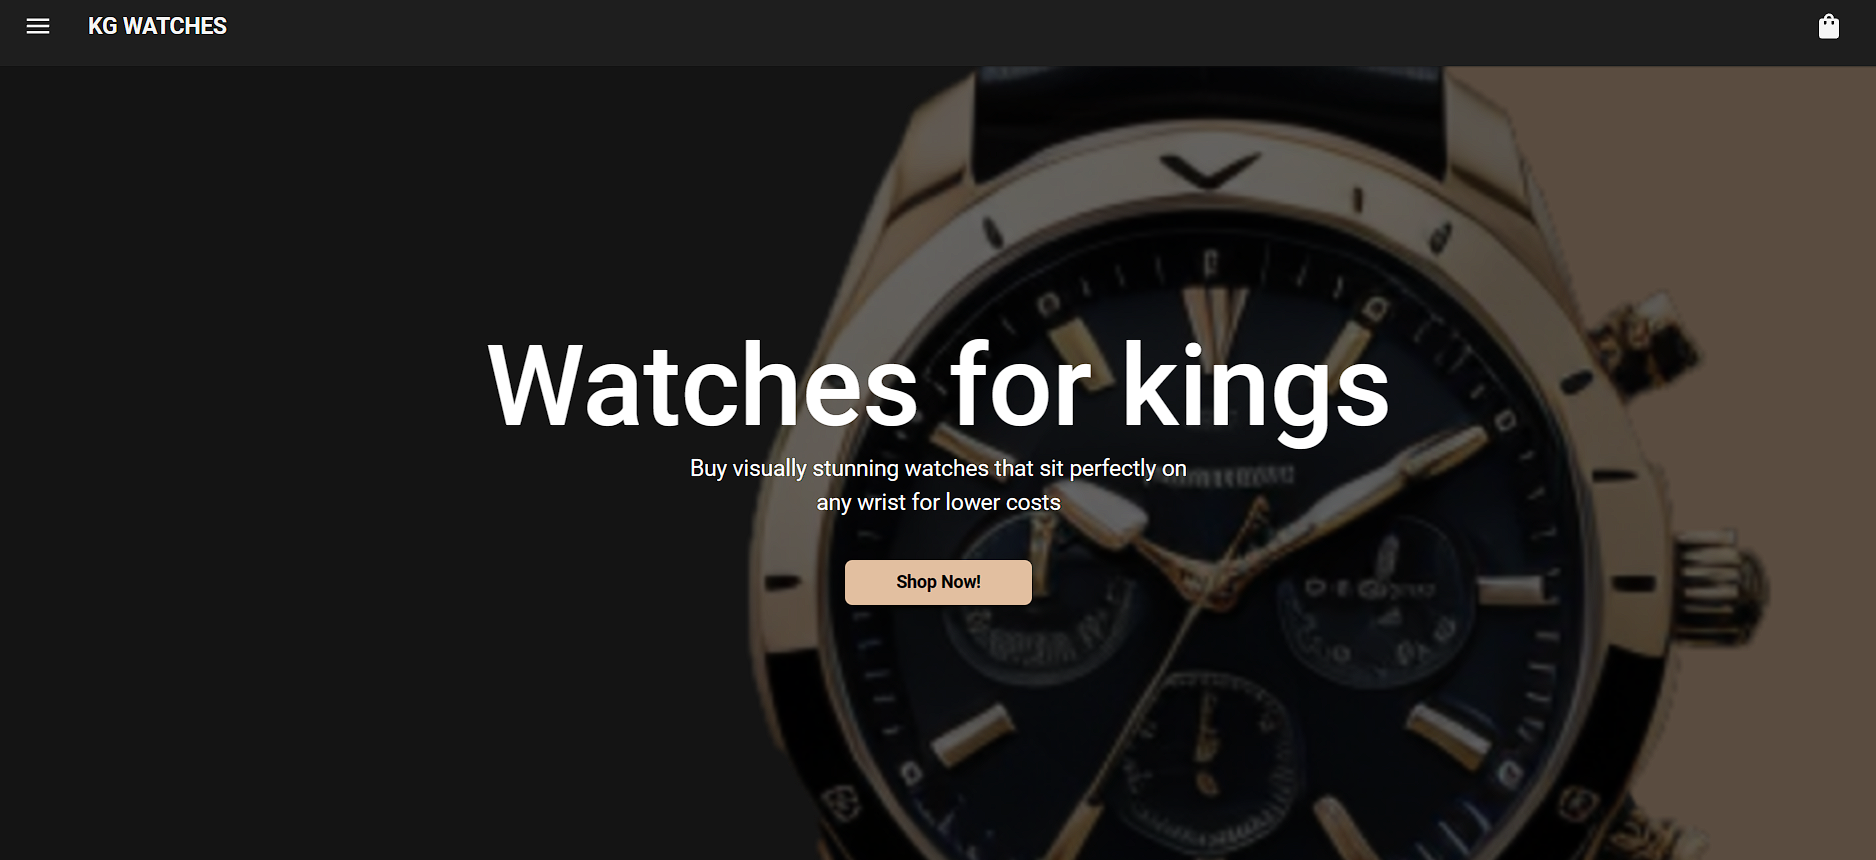 KG WATCHES
Watches for kings
Buy visually stunning watches that sit perfectly on
any wrist for lower costs
Shop Now!